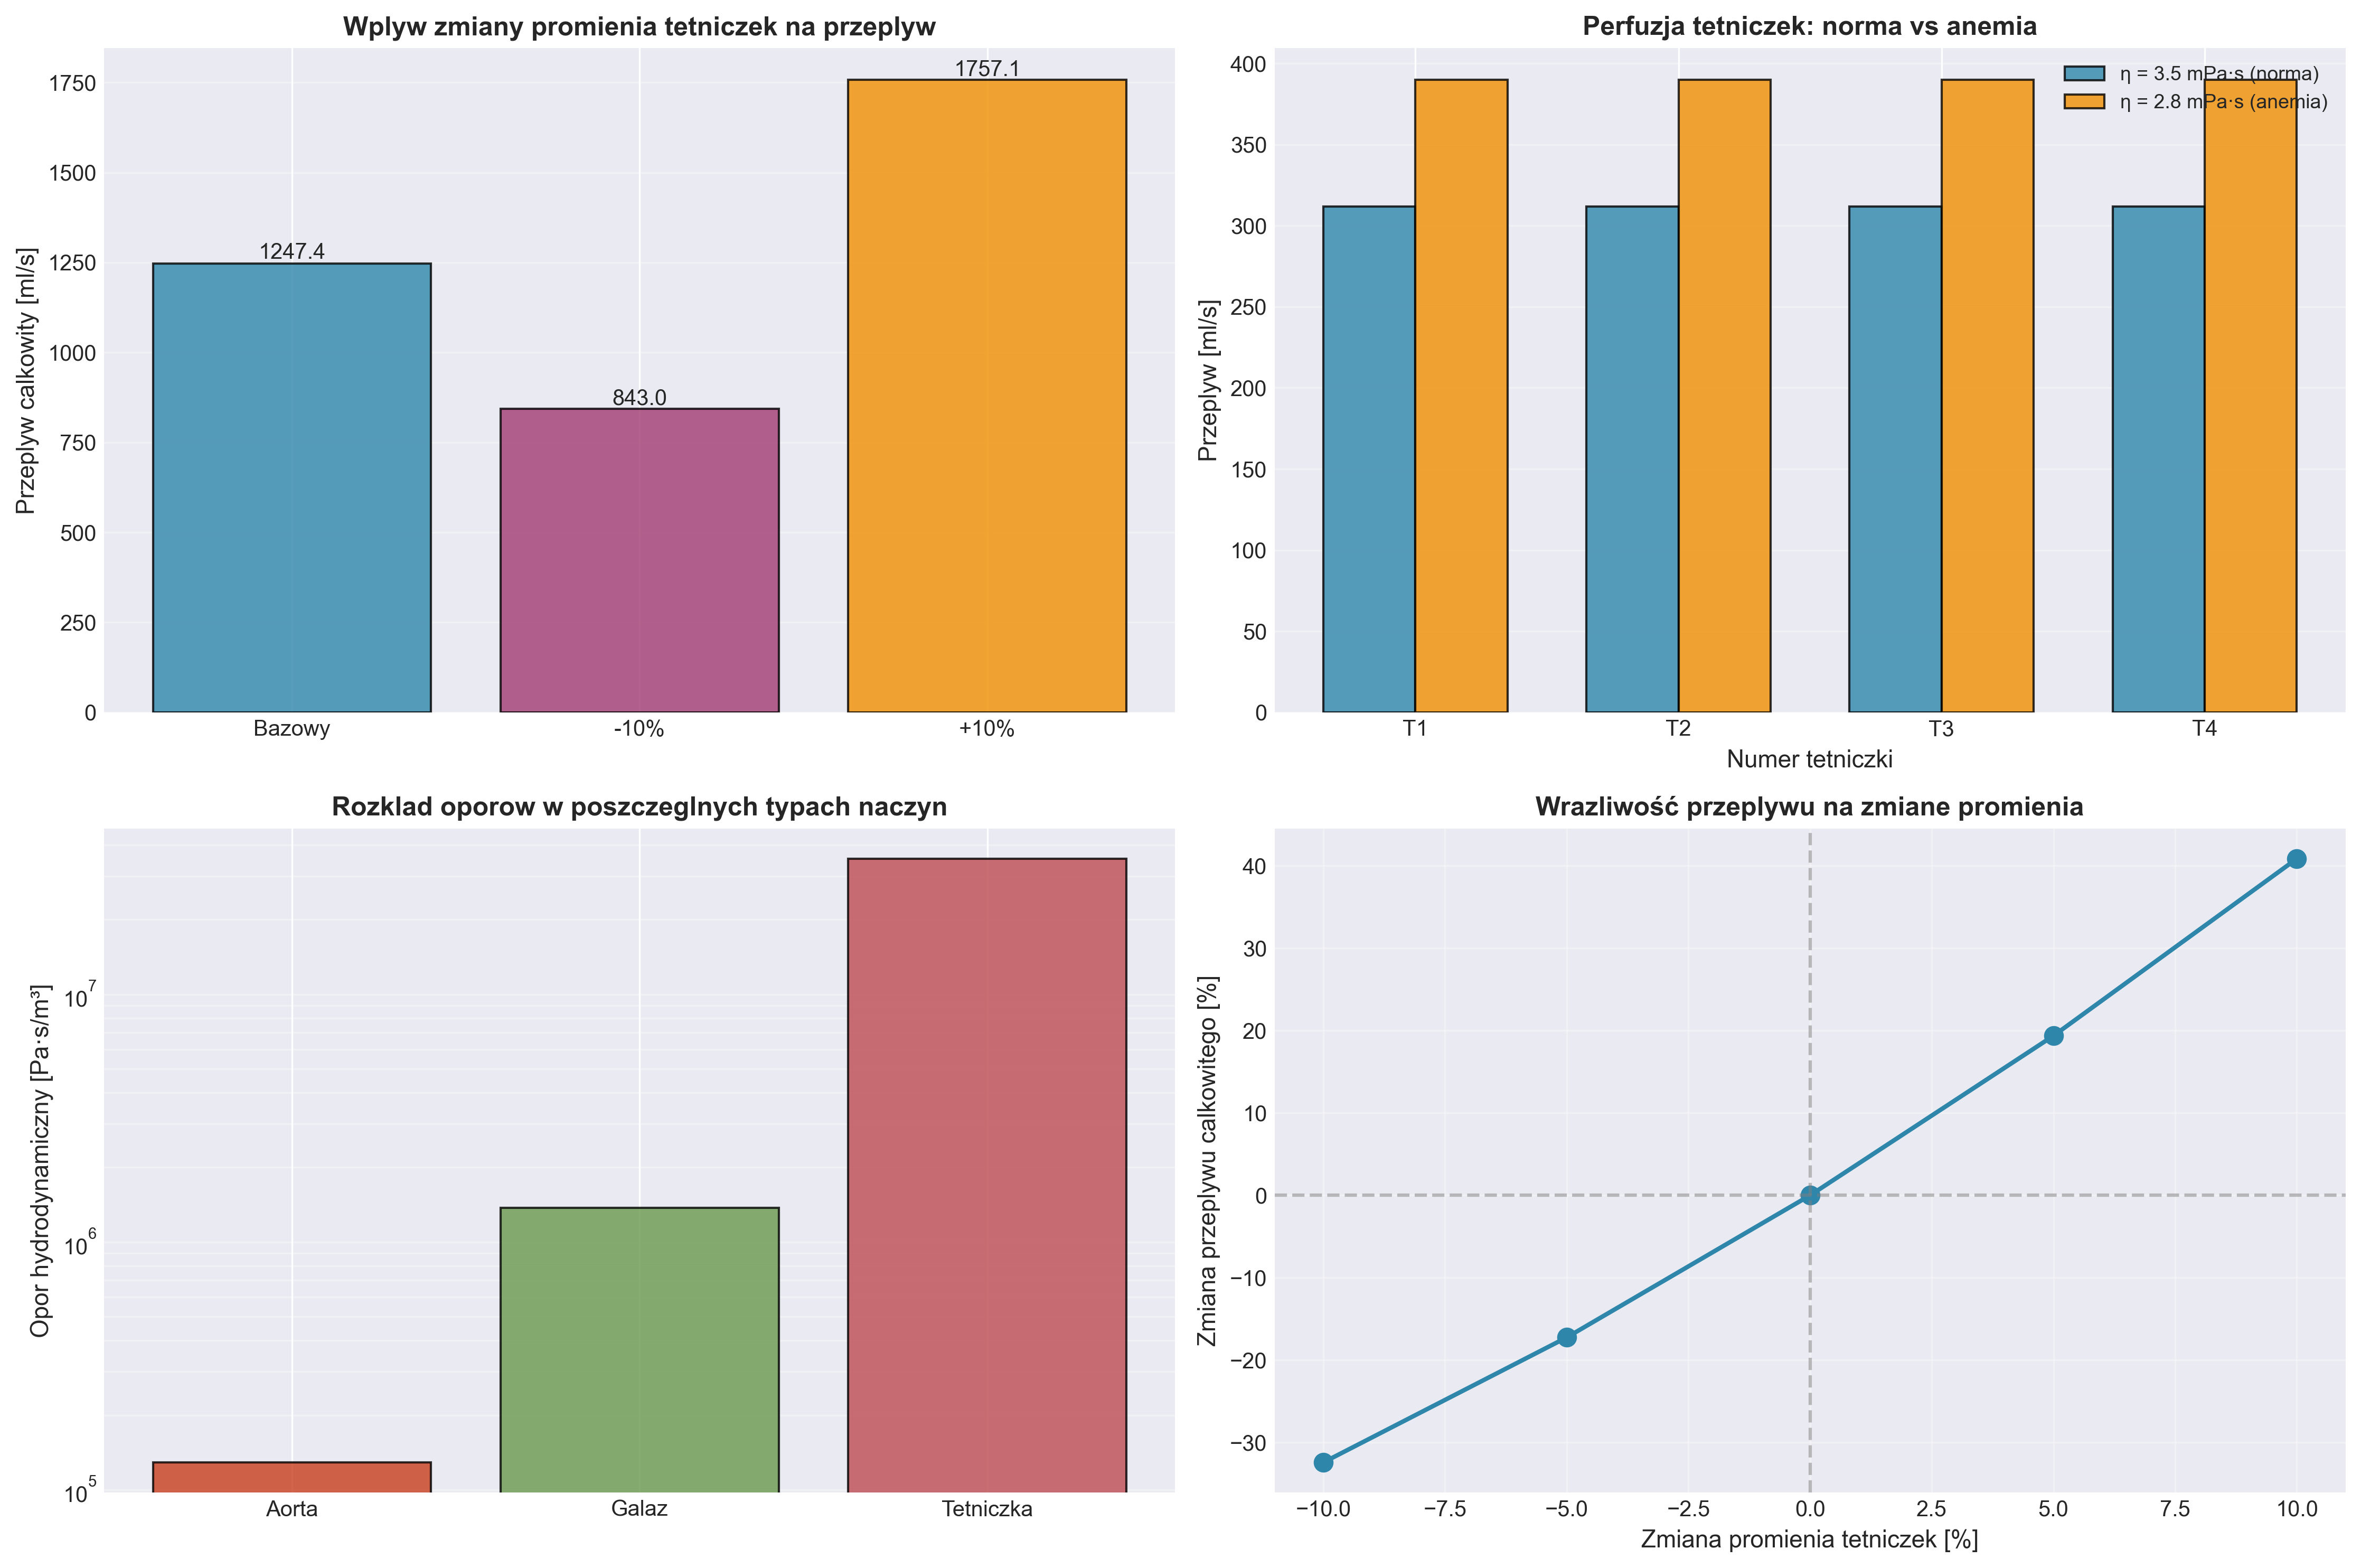 Wplyw zmiany promienia tetniczek na przeplyw
Przeplyw calkowity [ml/s]
1750
1500
1250
1000
750
500
250
0
1247.4
843.0
1757.1
Bazowy
-10%
+10%
Perfuzja tetniczek: norma vs anemia
Przeplyw [ml/s]
400
350
300
250
200
150
100
50
0
η = 3.5 mPa·s (norma)
η = 2.8 mPa·s (anemia)
T1
T2
T3
T4
Numer tetniczki
Rozklad oporow w poszczeglnych typach naczyn
Opor hydrodynamiczny [Pa·s/m³]
10⁷
10⁶
10⁵
Aorta
Galaz
Tetniczka
Wrazliwość przeplywu na zmiane promienia
Zmiana przeplywu calkowitego [%]
40
30
20
10
0
−10
−20
−30
−10.0
−7.5
−5.0
−2.5
0.0
2.5
5.0
7.5
10.0
Zmiana promienia tetniczek [%]